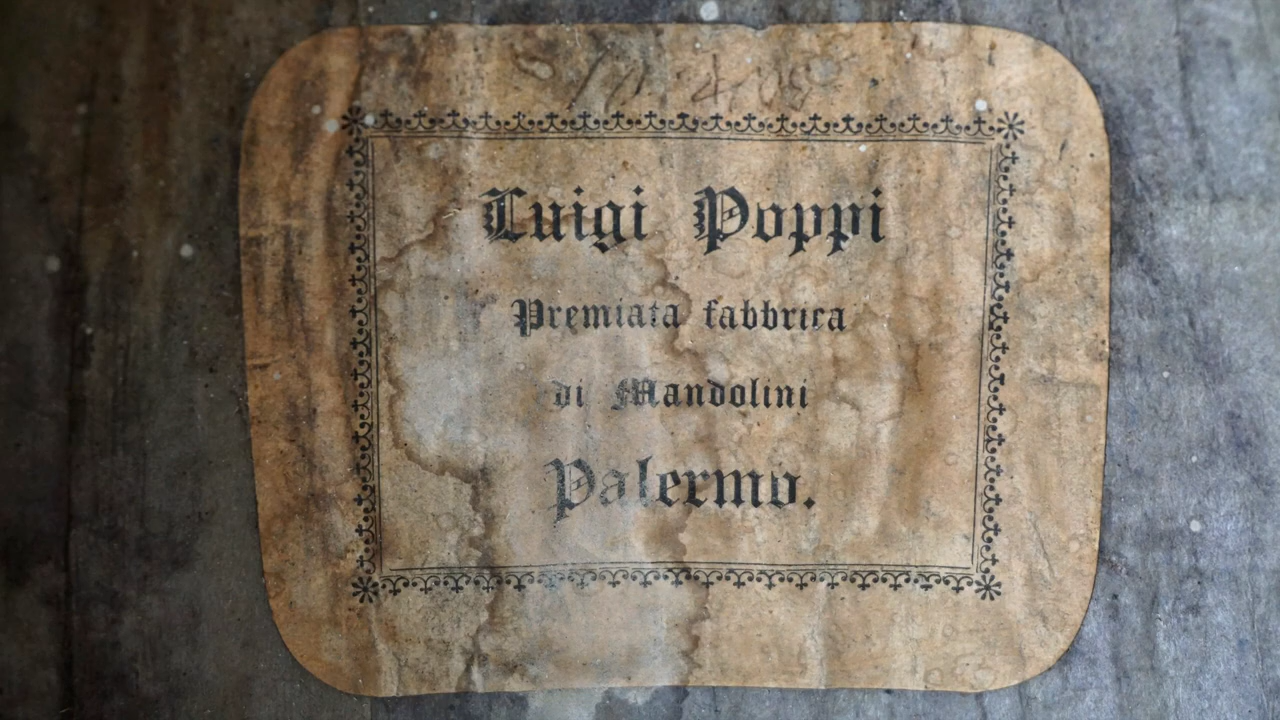 Luigi Poppi
Premiata fabbrica
di Mandolini
Palermo.